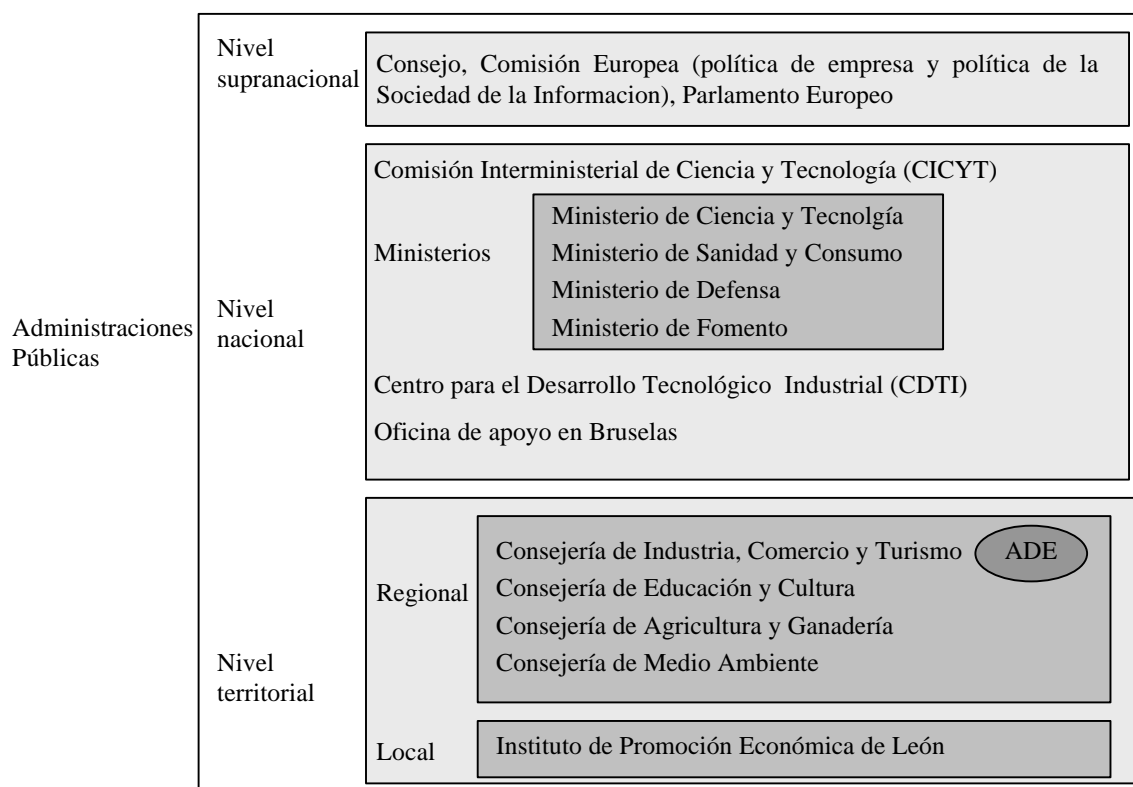 Nivel
supranacional
Consejo, Comisión Europea (política de empresa y política de la
Sociedad de la Informacion), Parlamento Europeo
Administraciones
Públicas
Nivel
nacional
Comisión Interministerial de Ciencia y Tecnología (CICYT)
Ministerios
Ministerio de Ciencia y Tecnolgía
Ministerio de Sanidad y Consumo
Ministerio de Defensa
Ministerio de Fomento
Centro para el Desarrollo Tecnológico Industrial (CDTI)
Oficina de apoyo en Bruselas
Nivel
territorial
Regional
Consejería de Industria, Comercio y Turismo ADE
Consejería de Educación y Cultura
Consejería de Agricultura y Ganadería
Consejería de Medio Ambiente
Local
Instituto de Promoción Económica de León